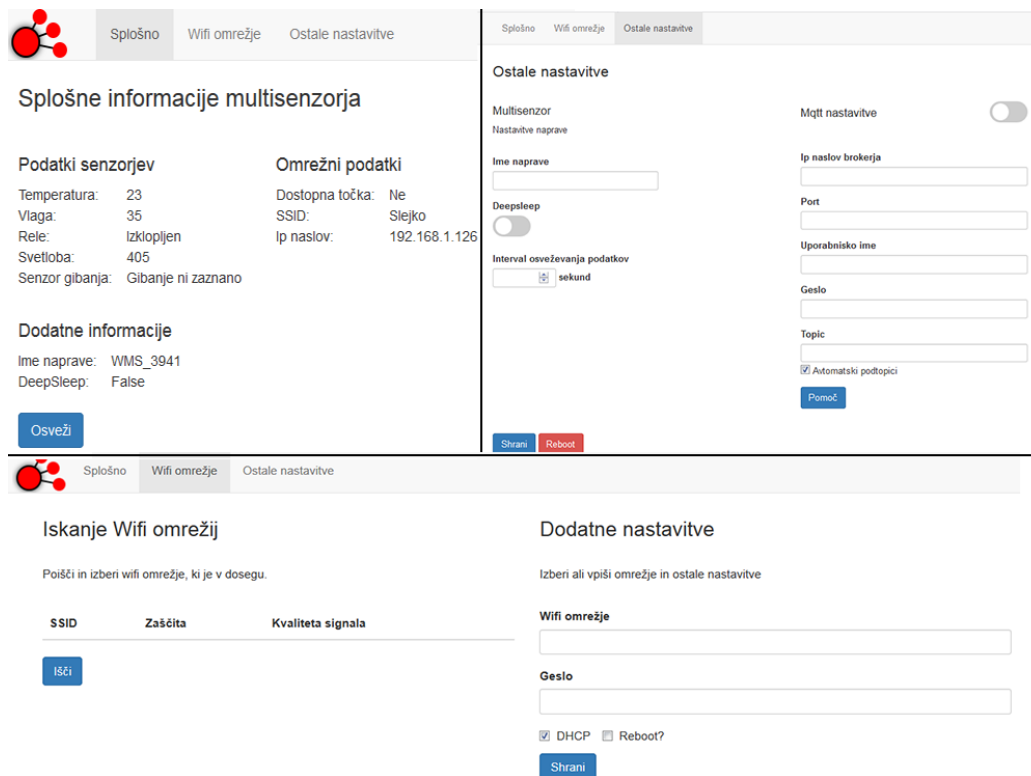 Splošno Wifi omrežje Ostale nastavitve
Splošne informacije multisenzorja
Podatki senzorjev
Temperatura: 23
Vlaga: 35
Rele: Izklopljen
Svetloba: 405
Senzor gibanja: Gibanje ni zaznano
Omrežni podatki
Dostopna točka: Ne
SSID: Slejko
Ip naslov: 192.168.1.126
Dodatne informacije
Ime naprave: WMS_3941
DeepSleep: False
Osveži
Splošno Wifi omrežje Ostale nastavitve
Ostale nastavitve
Multisenzor
Nastavitve naprave
Ime naprave
Deepsleep
Interval osveževanja podatkov
sekund
Shrani Reboot
Mqtt nastavitve
Ip naslov brokerja
Port
Uporabnisko ime
Geslo
Topic
Avtomatski podtopici
Pomoč
Splošno Wifi omrežje Ostale nastavitve
Iskanje Wifi omrežij
Poišči in izberi wifi omrežje, ki je v dosegu.
SSID Zaščita Kvaliteta signala
Išči
Dodatne nastavitve
Izberi ali vpiši omrežje in ostale nastavitve
Wifi omrežje
Geslo
DHCP Reboot?
Shrani